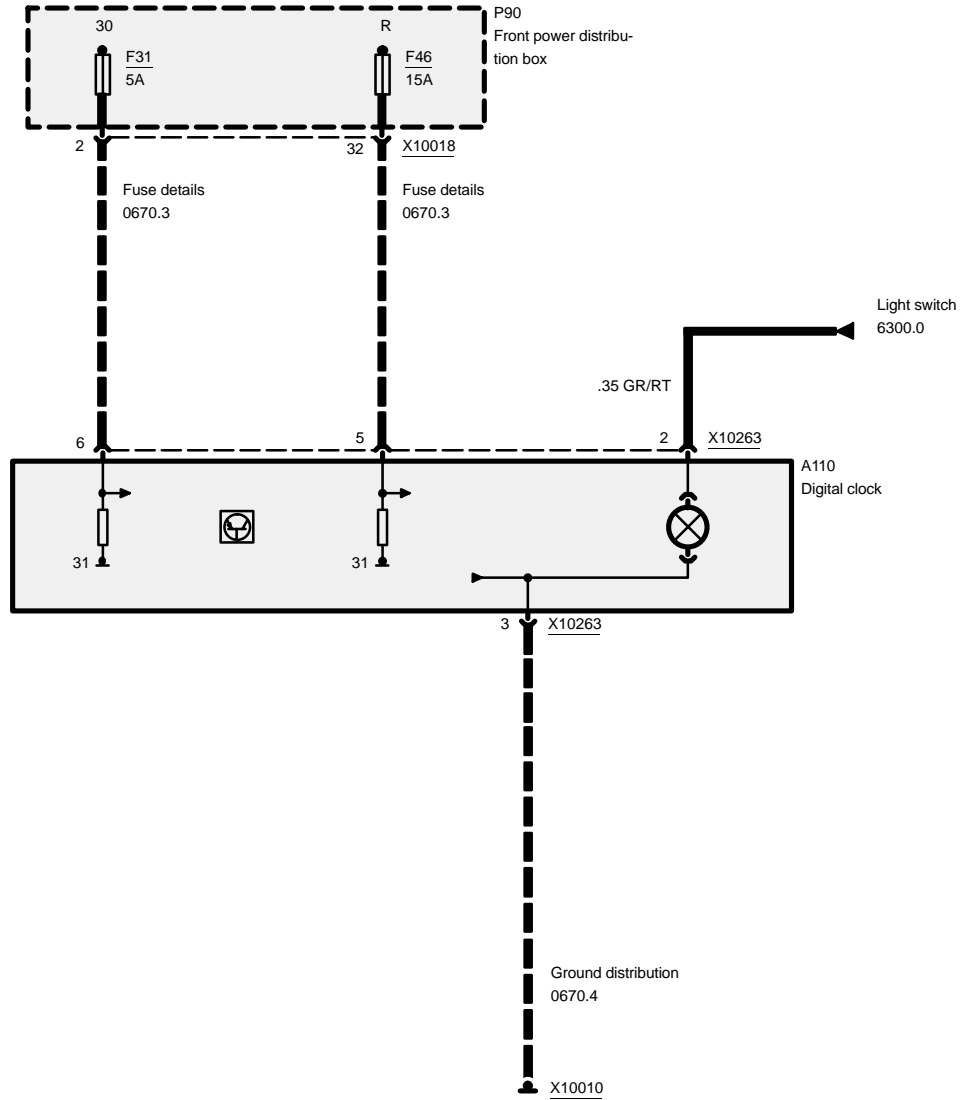 P90
Front power distribu-
tion box
30
R
F31
5A
F46
15A
2
32
X10018
Fuse details
0670.3
Fuse details
0670.3
Light switch
6300.0
.35 GR/RT
6
5
2
X10263
A110
Digital clock
31
31
3
X10263
Ground distribution
0670.4
X10010